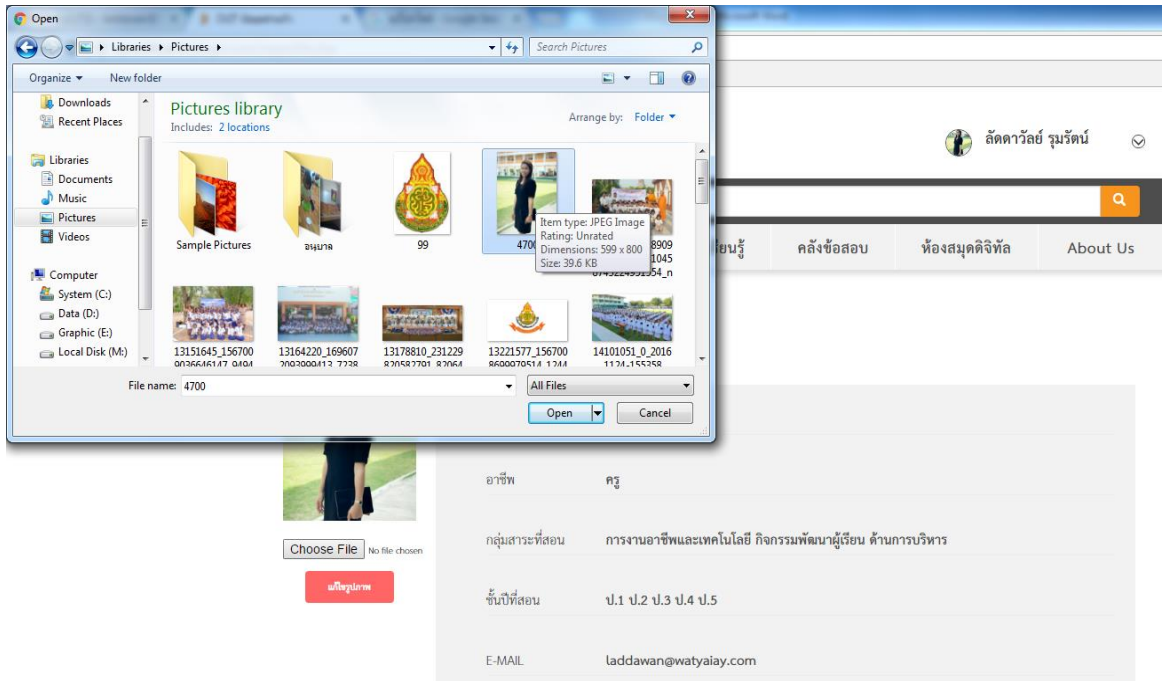 Open
Libraries
Pictures
Search Pictures
Organize
New folder
Downloads
Recent Places
Libraries
Documents
Music
Pictures
Videos
Computer
System (C:)
Data (D:)
Graphic (E:)
Local Disk (M:)
Pictures library
Includes: 2 locations
Arrange by: Folder
Sample Pictures
อนุบาล
99
4700
Item type: JPEG Image
Rating: Unrated
Dimensions: 599 x 800
Size: 39.6 KB
13151645_156700
13164220_169607
13178810_231229
13221577_156700
14101051_0_2016
1124-155358
File name: 4700
All Files
Open
Cancel
ลัดดาวัลย์ รุมรัตน์
คลังข้อสอบ
ห้องสมุดดิจิทัล
About Us
อาชีพ ครู
กลุ่มสาระที่สอน การงานอาชีพและเทคโนโลยี กิจกรรมพัฒนาผู้เรียน ด้านการบริหาร
Choose File No file chosen
แก้ไขรูปภาพ
ชั้นปีที่สอน ป.1 ป.2 ป.3 ป.4 ป.5
E-MAIL laddawan@watyaiay.com